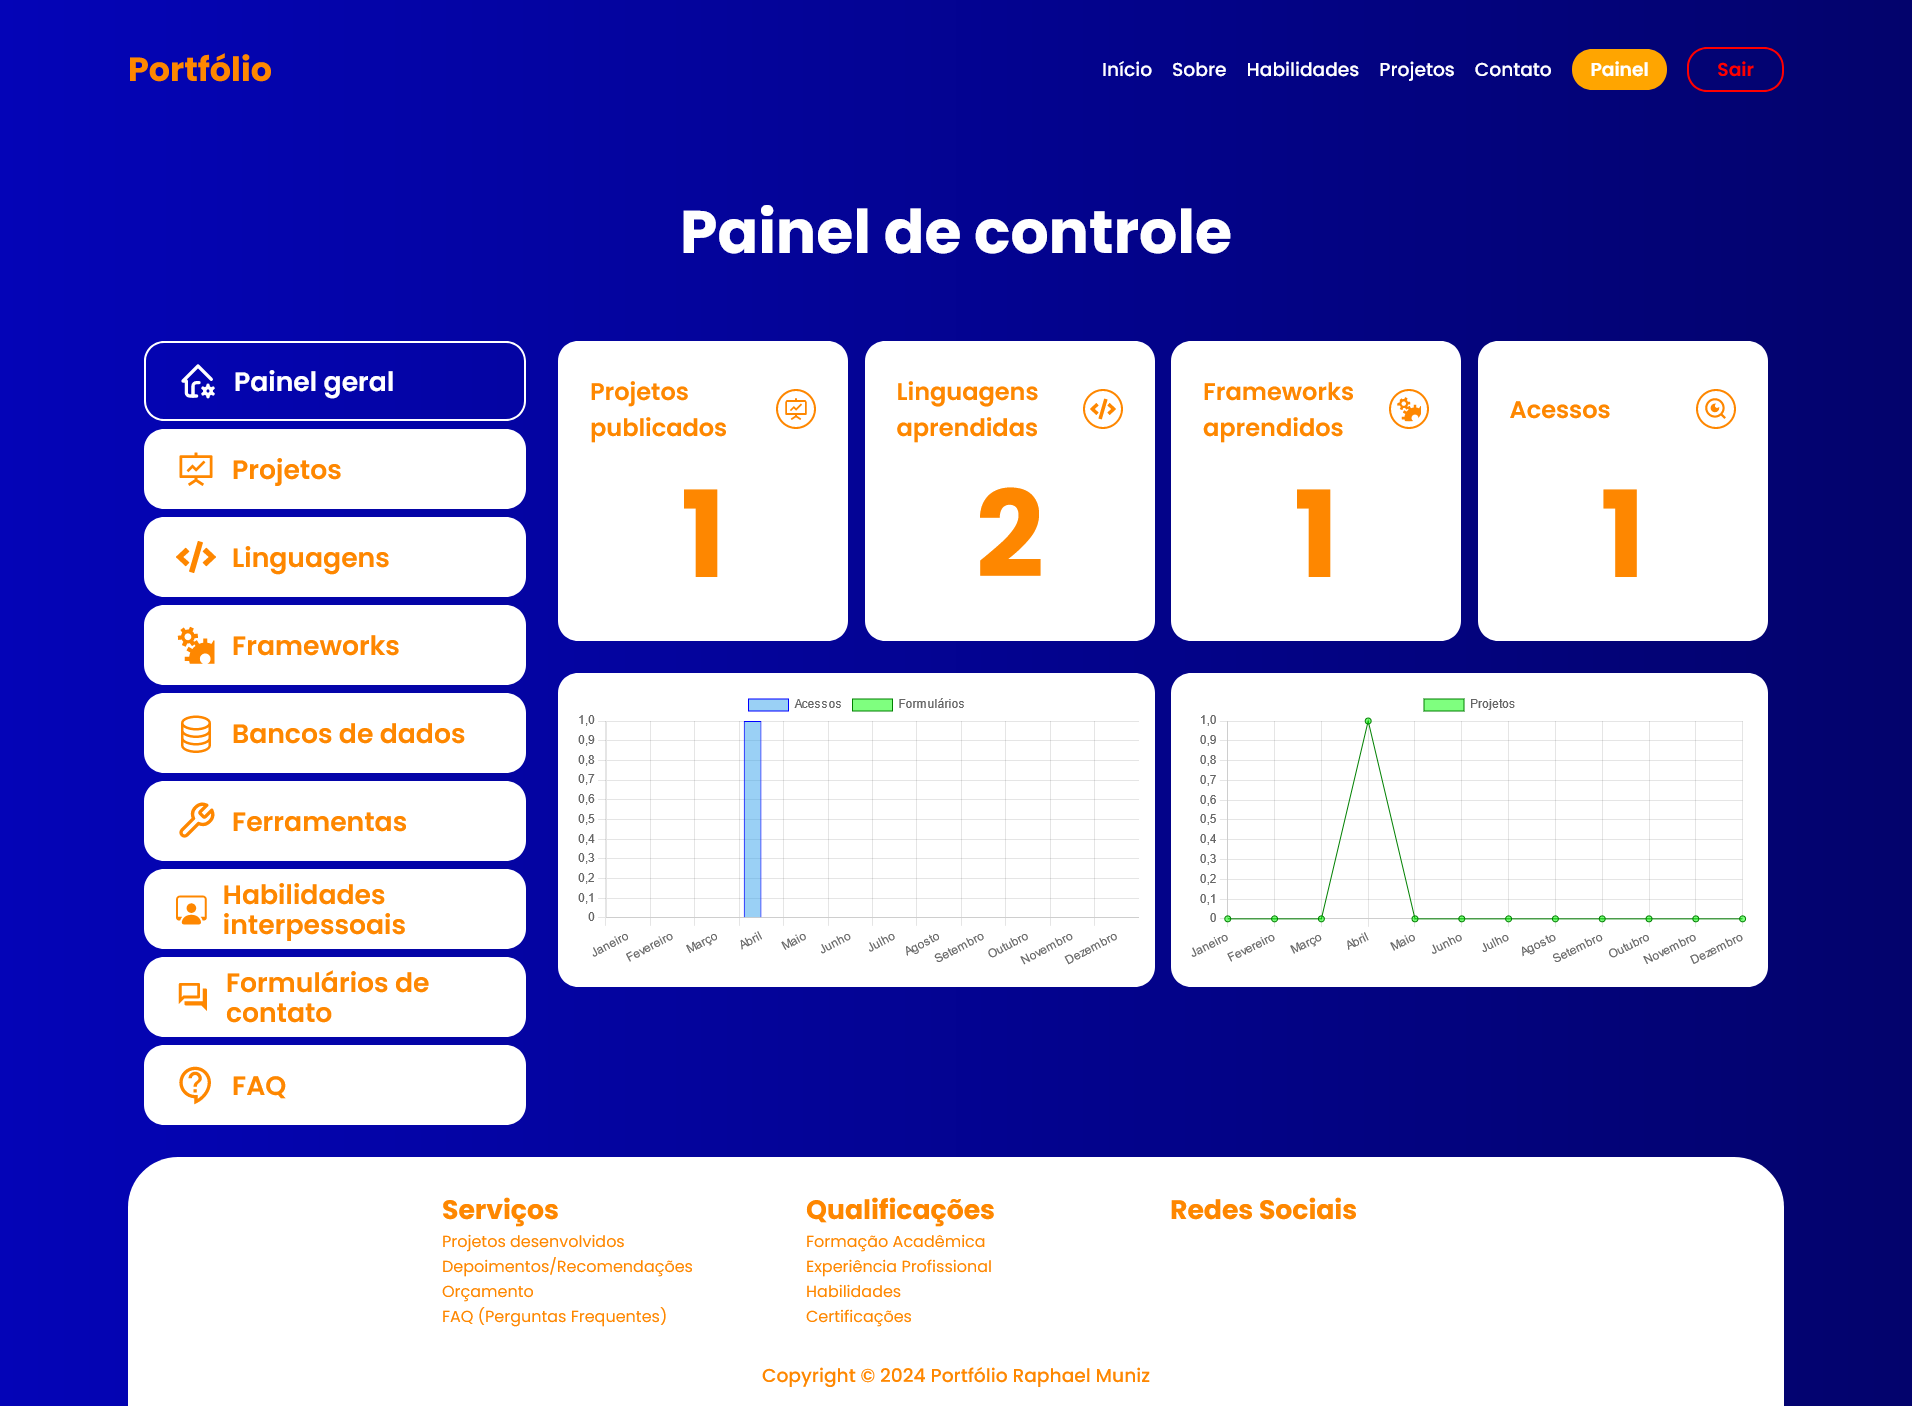 Portfólio
Início Sobre Habilidades Projetos Contato Painel Sair
Painel de controle
Painel geral
Projetos
Linguagens
Frameworks
Bancos de dados
Ferramentas
Habilidades
interpessoais
Formulários de
contato
FAQ
Projetos
publicados
1
Linguagens
aprendidas
2
Frameworks
aprendidos
1
Acessos
1
Acessos Formulários
1,0
0,9
0,8
0,7
0,6
0,5
0,4
0,3
0,2
0,1
0
Janeiro Fevereiro Março Abril Maio Junho Julho Agosto Setembro Outubro Novembro Dezembro
Projetos
1,0
0,9
0,8
0,7
0,6
0,5
0,4
0,3
0,2
0,1
0
Janeiro Fevereiro Março Abril Maio Junho Julho Agosto Setembro Outubro Novembro Dezembro
Serviços
Projetos desenvolvidos
Depoimentos/Recomendações
Orçamento
FAQ (Perguntas Frequentes)
Qualificações
Formação Acadêmica
Experiência Profissional
Habilidades
Certificações
Redes Sociais
Copyright © 2024 Portfólio Raphael Muniz